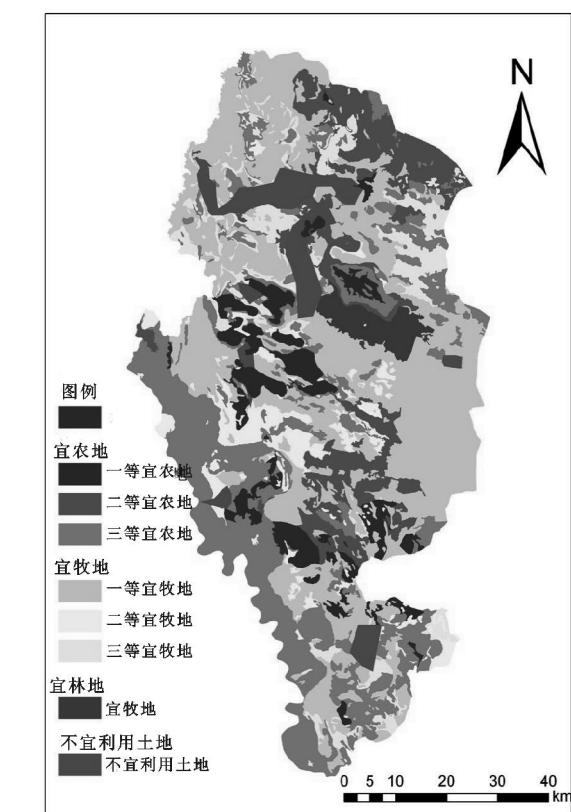 N
图例
宜农地
一等宜农地
二等宜农地
三等宜农地
宜牧地
一等宜牧地
二等宜牧地
三等宜牧地
宜林地
宜牧地
不宜利用土地
不宜利用土地
0 5 10 20 30 40
km